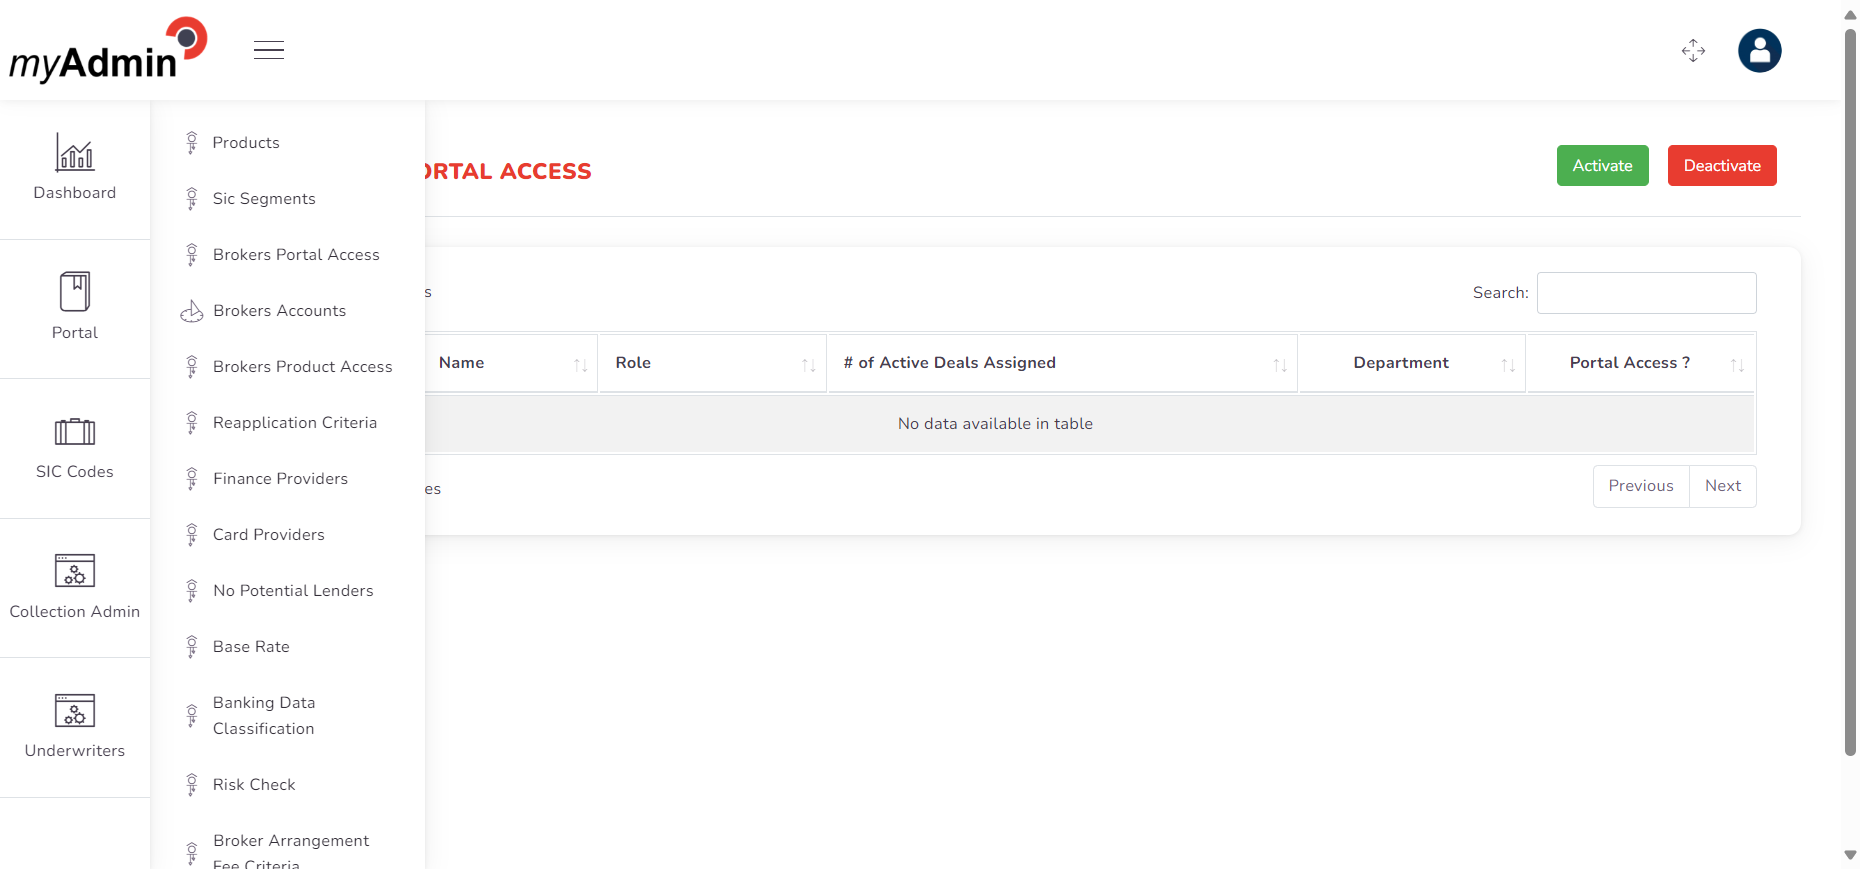 myAdmin
Dashboard
Portal
SIC Codes
Collection Admin
Underwriters
Products
Sic Segments
Brokers Portal Access
Brokers Accounts
Brokers Product Access
Reapplication Criteria
Finance Providers
Card Providers
No Potential Lenders
Base Rate
Banking Data
Classification
Risk Check
Broker Arrangement
Fee Criteria
ORTAL ACCESS
Activate
Deactivate
s
Search:
Name
Role
# of Active Deals Assigned
Department
Portal Access ?
No data available in table
es
Previous
Next